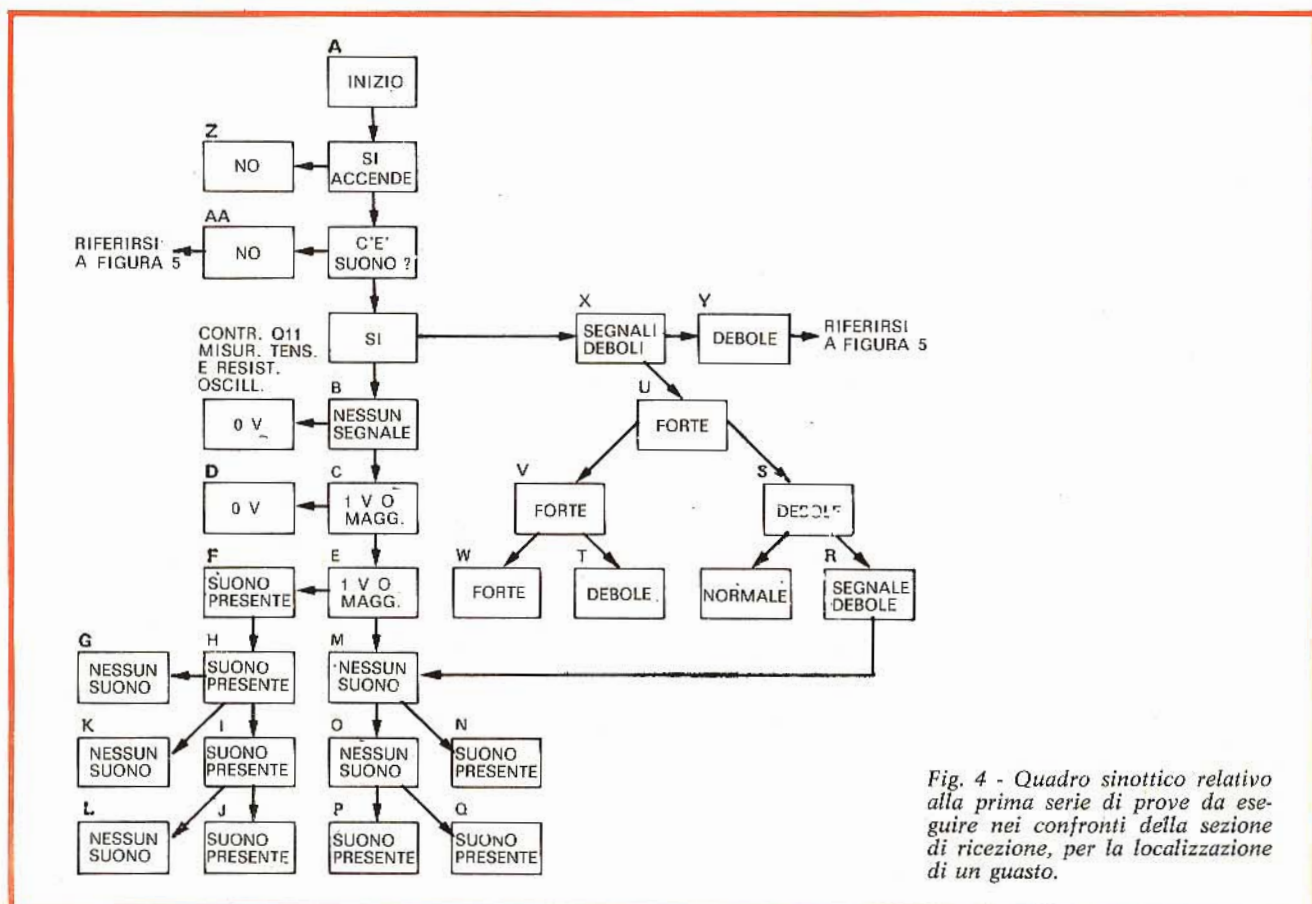 A
INIZIO
Z
NO
SI
ACCENDE
AA
RIFERIRSI
A FIGURA 5
NO
C'E'
SUONO ?
SI
X
SEGNALI
DEBOLI
Y
DEBOLE
RIFERIRSI
A FIGURA 5
CONTR. Q11
MISUR. TENS.
E RESIST.
OSCILL.
0 V
B
NESSUN
SEGNALE
U
FORTE
D
0 V
C
1 V O
MAGG.
V
FORTE
S
DEBOLE
F
SUONO
PRESENTE
E
1 V O
MAGG.
W
FORTE
T
DEBOLE
NORMALE
R
SEGNALE
DEBOLE
G
NESSUN
SUONO
H
SUONO
PRESENTE
M
NESSUN
SUONO
K
NESSUN
SUONO
I
SUONO
PRESENTE
O
NESSUN
SUONO
N
SUONO
PRESENTE
L
NESSUN
SUONO
J
SUONO
PRESENTE
P
SUONO
PRESENTE
Q
SUONO
PRESENTE
Fig. 4 - Quadro sinottico relativo
alla prima serie di prove da ese-
guire nei confronti della sezione
di ricezione, per la localizzazione
di un guasto.